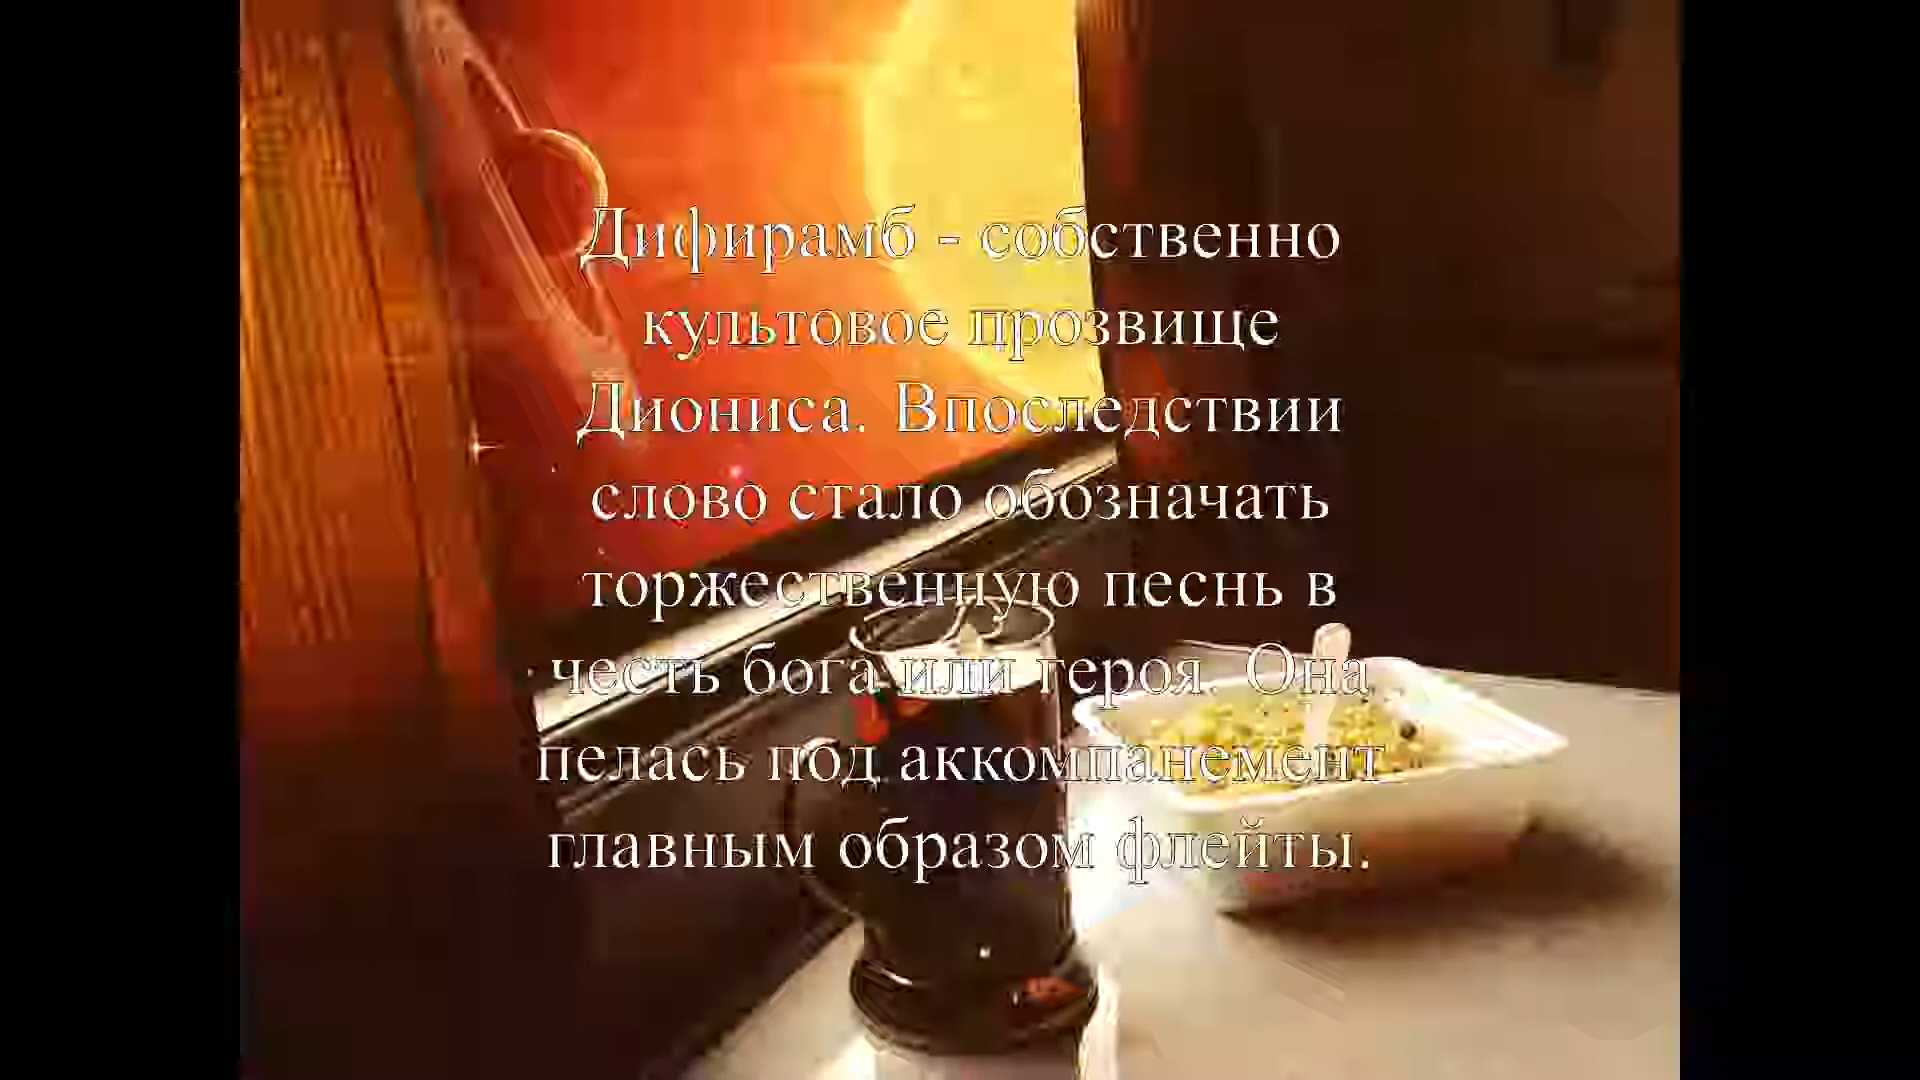 Дифирамб - собственно
культовое прозвище
Диониса. Впоследствии
слово стало обозначать
торжественную песнь в
честь бога или героя. Она
пелась под аккомпанемент
главным образом флейты.